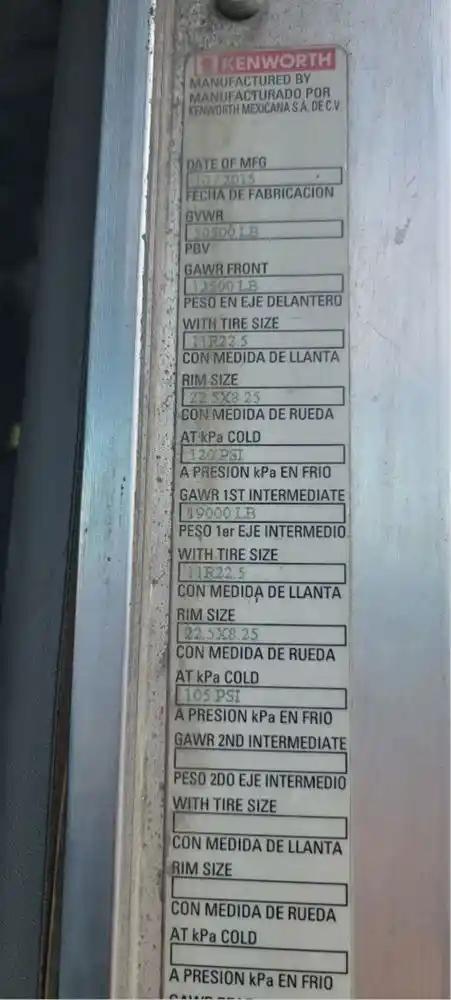 KENWORTH
MANUFACTURED BY
MANUFACTURADO POR
KENWORTH MEXICANA S.A. DE C.V
DATE OF MFG
2015
FECHA DE FABRICACION
GVWR
LB
PBV
GAWR FRONT
LB
PESO EN EJE DELANTERO
WITH TIRE SIZE
11R22.5
CON MEDIDA DE LLANTA
RIM SIZE
22.5X8.25
CON MEDIDA DE RUEDA
AT kPa COLD
120 PSI
A PRESION kPa EN FRIO
GAWR 1ST INTERMEDIATE
19000 LB
PESO 1er EJE INTERMEDIO
WITH TIRE SIZE
11R22.5
CON MEDIDA DE LLANTA
RIM SIZE
22.5X8.25
CON MEDIDA DE RUEDA
AT kPa COLD
105 PSI
A PRESION kPa EN FRIO
GAWR 2ND INTERMEDIATE
PESO 2DO EJE INTERMEDIO
WITH TIRE SIZE
CON MEDIDA DE LLANTA
RIM SIZE
CON MEDIDA DE RUEDA
AT kPa COLD
A PRESION kPa EN FRIO